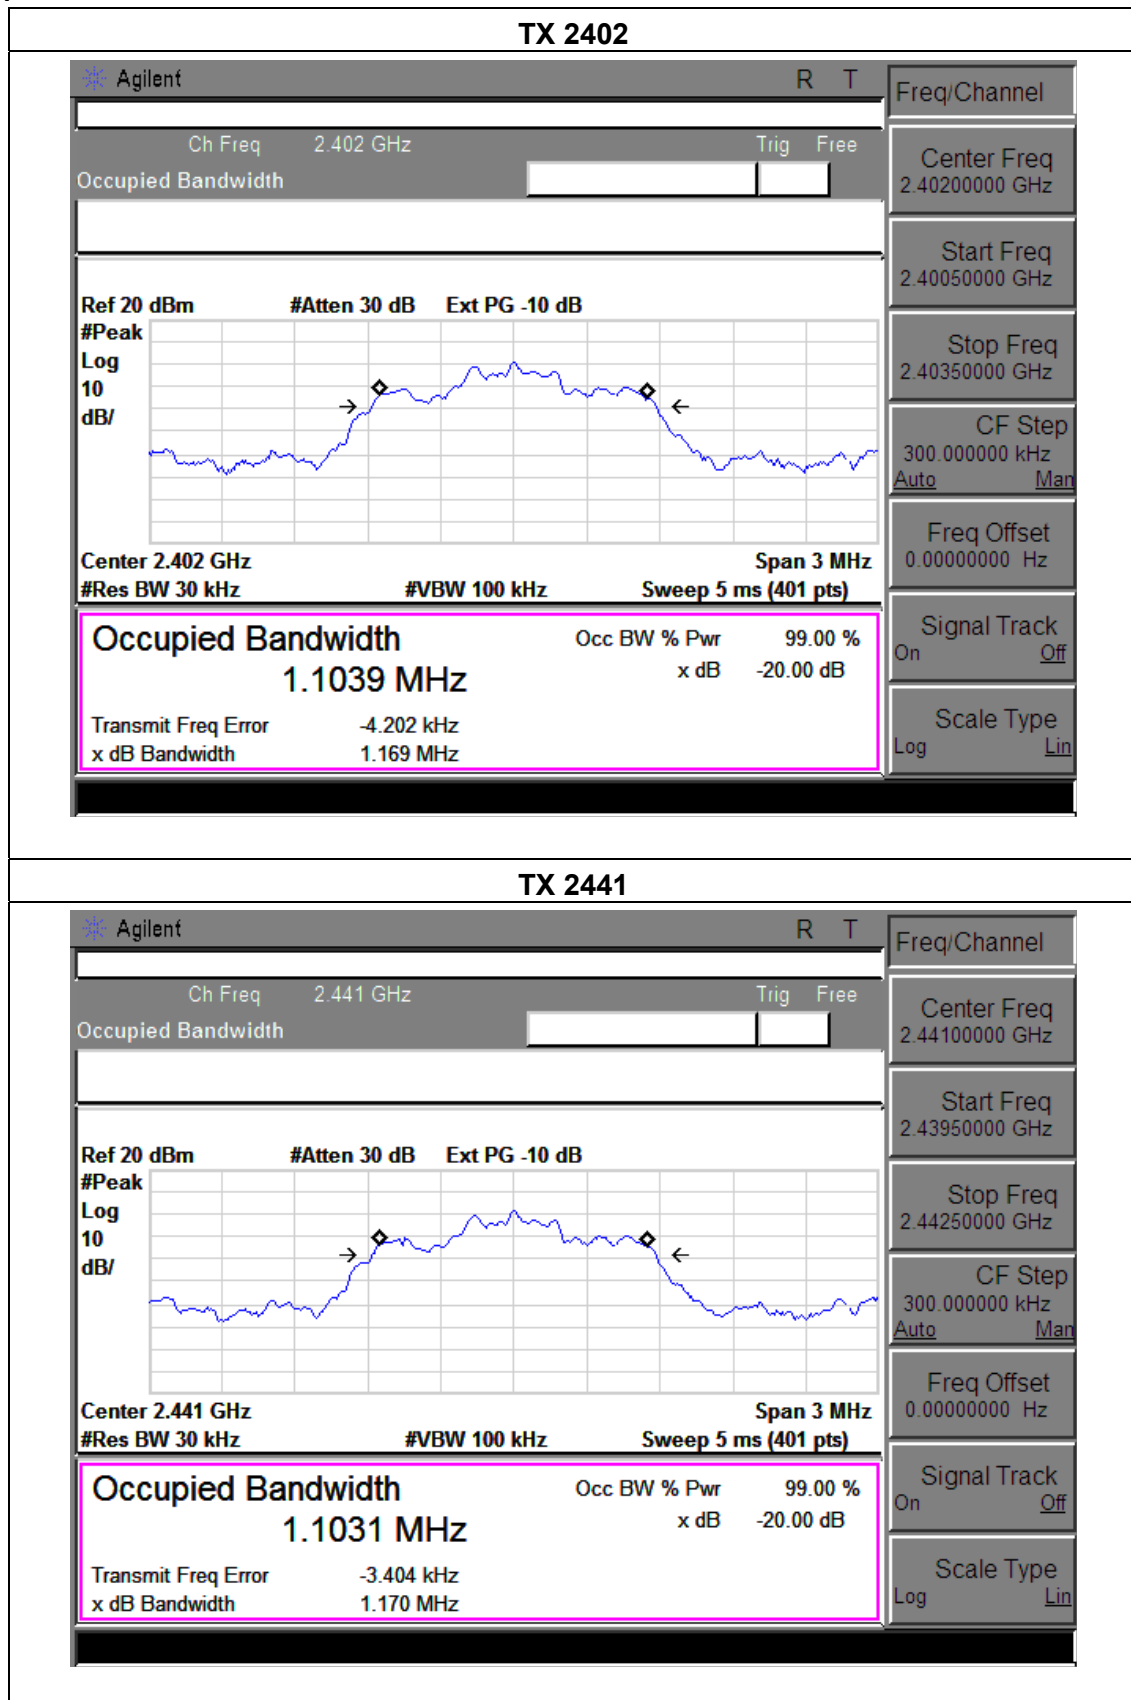 TX 2402
Agilent R T
Freq/Channel
Ch Freq 2.402 GHz Trig Free
Occupied Bandwidth
Center Freq
2.40200000 GHz
Start Freq
2.40050000 GHz
Stop Freq
2.40350000 GHz
CF Step
300.000000 kHz
Auto Man
Freq Offset
0.00000000 Hz
Signal Track
On Off
Scale Type
Log Lin
Ref 20 dBm #Atten 30 dB Ext PG -10 dB
#Peak
Log
10
dB/
Center 2.402 GHz Span 3 MHz
#Res BW 30 kHz #VBW 100 kHz Sweep 5 ms (401 pts)
Occupied Bandwidth Occ BW % Pwr 99.00 %
1.1039 MHz x dB -20.00 dB
Transmit Freq Error -4.202 kHz
x dB Bandwidth 1.169 MHz
TX 2441
Agilent R T
Freq/Channel
Ch Freq 2.441 GHz Trig Free
Occupied Bandwidth
Center Freq
2.44100000 GHz
Start Freq
2.43950000 GHz
Stop Freq
2.44250000 GHz
CF Step
300.000000 kHz
Auto Man
Freq Offset
0.00000000 Hz
Signal Track
On Off
Scale Type
Log Lin
Ref 20 dBm #Atten 30 dB Ext PG -10 dB
#Peak
Log
10
dB/
Center 2.441 GHz Span 3 MHz
#Res BW 30 kHz #VBW 100 kHz Sweep 5 ms (401 pts)
Occupied Bandwidth Occ BW % Pwr 99.00 %
1.1031 MHz x dB -20.00 dB
Transmit Freq Error -3.404 kHz
x dB Bandwidth 1.170 MHz